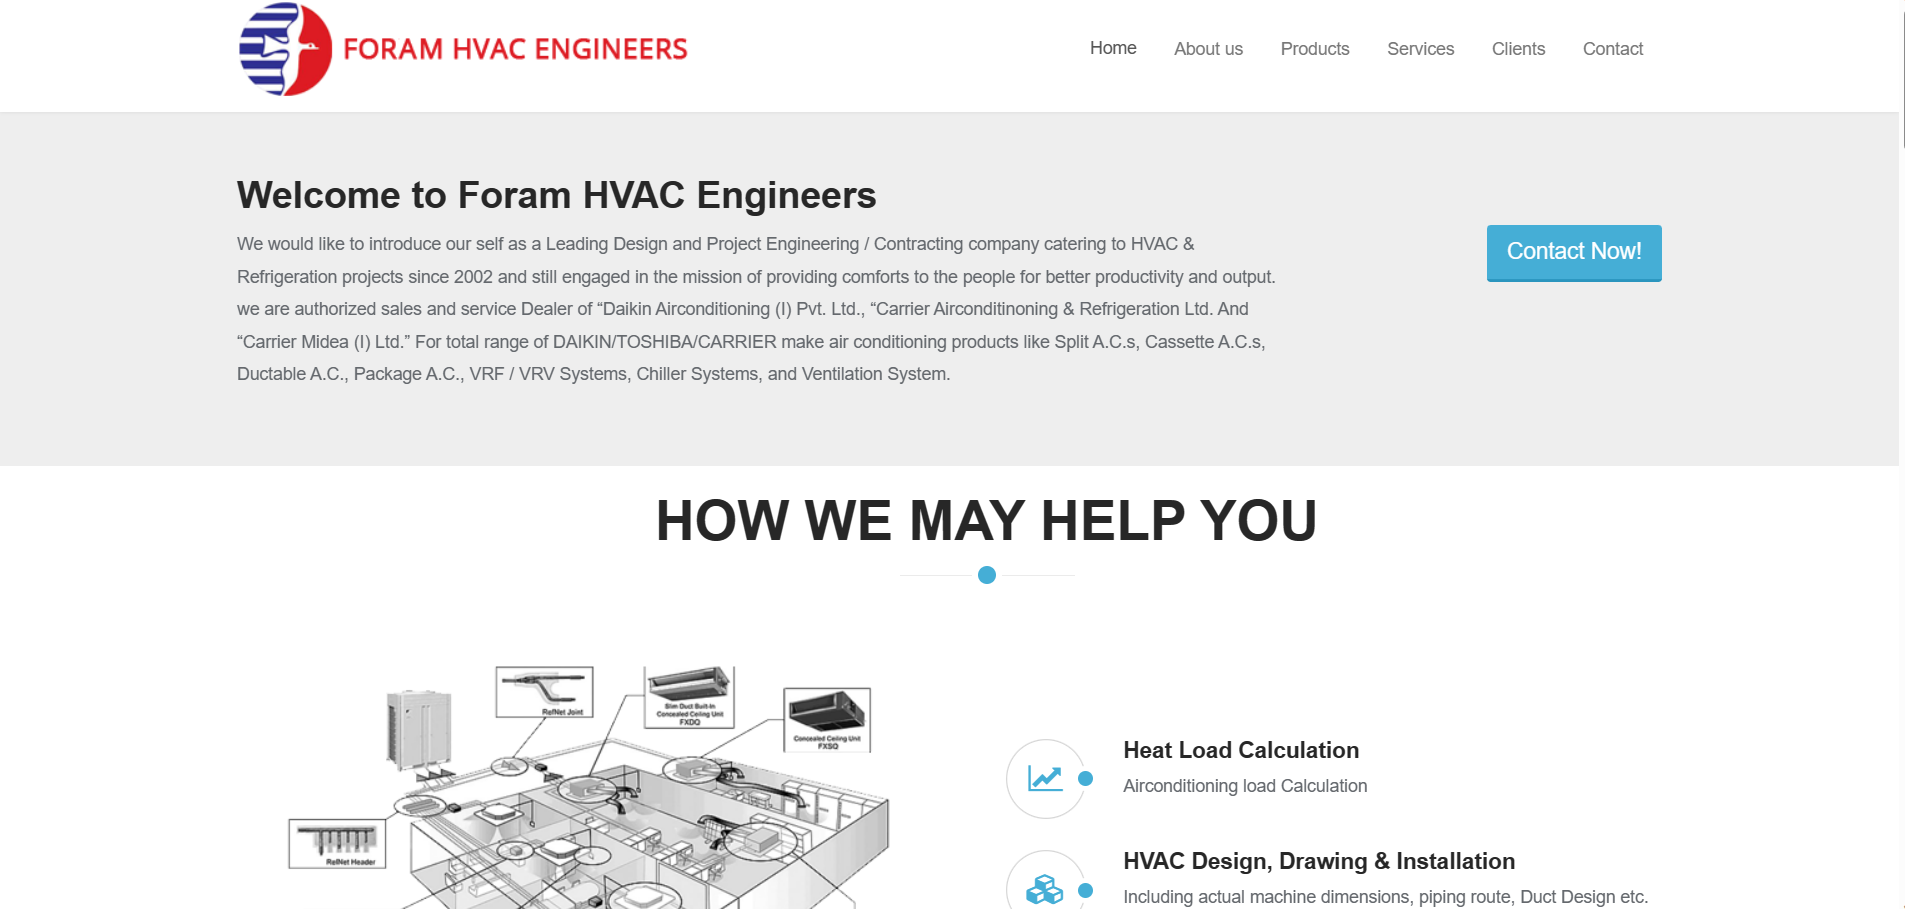 FORAM HVAC ENGINEERS
Home About us Products Services Clients Contact
Welcome to Foram HVAC Engineers
We would like to introduce our self as a Leading Design and Project Engineering / Contracting company catering to HVAC &
Refrigeration projects since 2002 and still engaged in the mission of providing comforts to the people for better productivity and output.
we are authorized sales and service Dealer of “Daikin Airconditioning (I) Pvt. Ltd., “Carrier Airconditinoning & Refrigeration Ltd. And
“Carrier Midea (I) Ltd.” For total range of DAIKIN/TOSHIBA/CARRIER make air conditioning products like Split A.C.s, Cassette A.C.s,
Ductable A.C., Package A.C., VRF / VRV Systems, Chiller Systems, and Ventilation System.
Contact Now!
HOW WE MAY HELP YOU
RefNet Joint
Slim Duct Built-In
Concealed Ceiling Unit
FXDQ
Concealed Ceiling Unit
FXSQ
RefNet Header
Heat Load Calculation
Airconditioning load Calculation
HVAC Design, Drawing & Installation
Including actual machine dimensions, piping route, Duct Design etc.